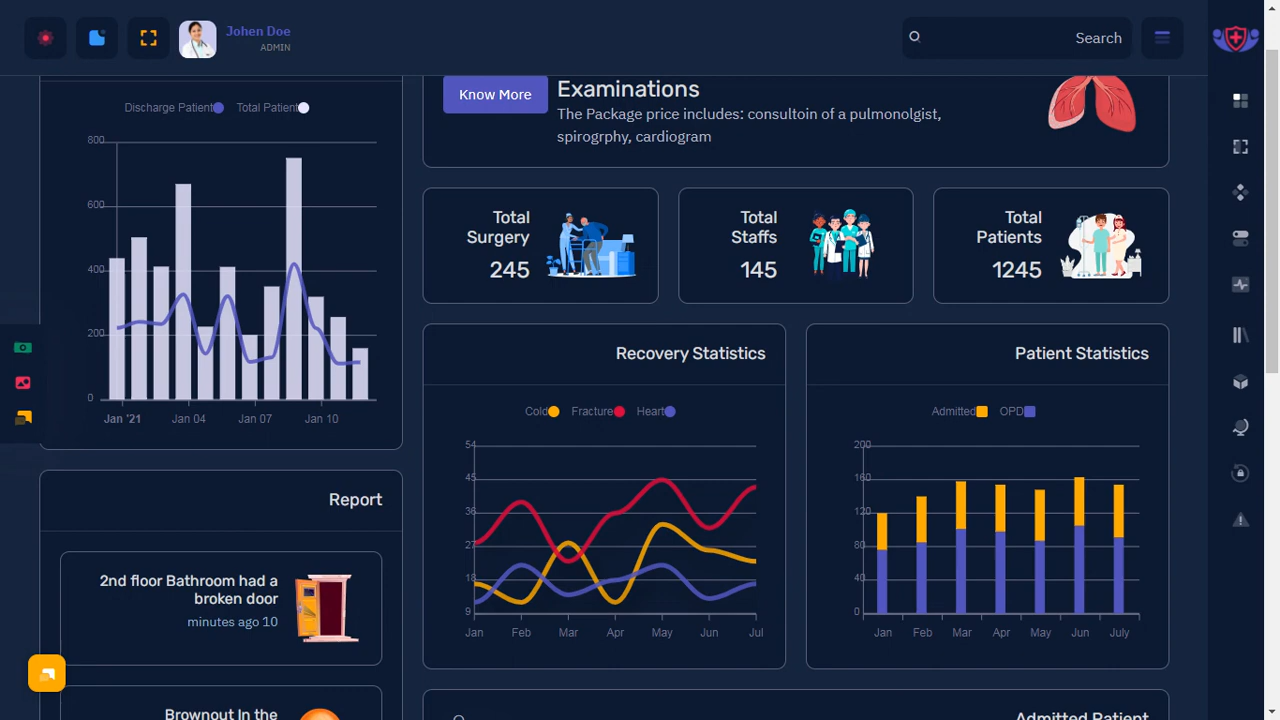 Johen Doe
ADMIN
Search
Discharge Patient
Total Patient
800
600
400
200
0
Jan '21
Jan 04
Jan 07
Jan 10
Know More
Examinations
The Package price includes: consultoin of a pulmonolgist,
spirogrphy, cardiogram
Total
Surgery
245
Total
Staffs
145
Total
Patients
1245
Recovery Statistics
Cold
Fracture
Heart
54
45
36
27
18
9
Jan
Feb
Mar
Apr
May
Jun
Jul
Patient Statistics
Admitted
OPD
200
160
120
80
40
0
Jan
Feb
Mar
Apr
May
Jun
July
Report
2nd floor Bathroom had a
broken door
minutes ago 10
Brownout In the
Admitted Patient